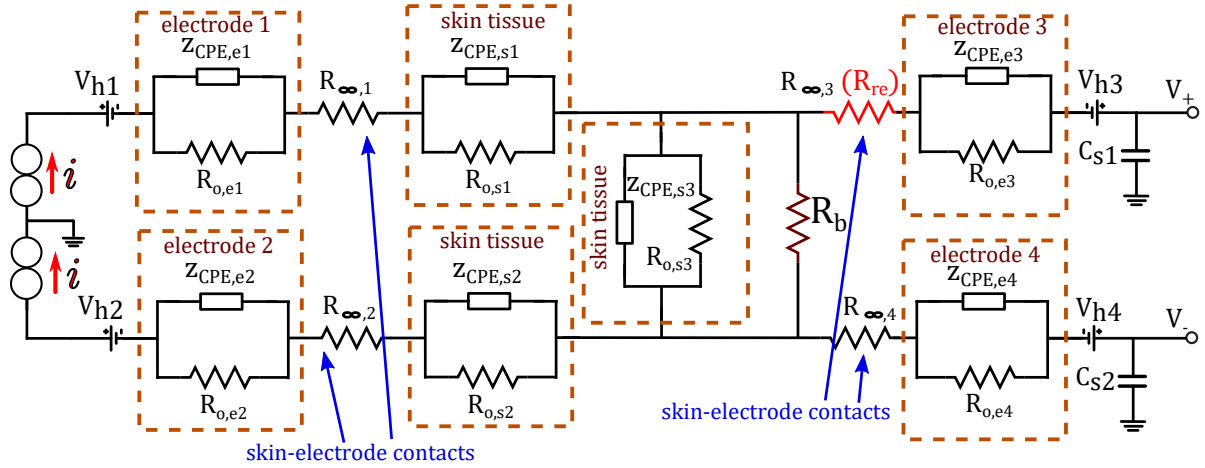 electrode 1
Z_CPE,e1
V_h1
R_o,e1
R_∞,1
skin tissue
Z_CPE,s1
R_o,s1
R_∞,3 (R_re)
electrode 3
Z_CPE,e3
R_o,e3
V_h3
V_+
C_s1
i
i
skin tissue
Z_CPE,s3
R_o,s3
R_b
electrode 2
Z_CPE,e2
V_h2
R_o,e2
R_∞,2
skin tissue
Z_CPE,s2
R_o,s2
R_∞,4
electrode 4
Z_CPE,e4
R_o,e4
V_h4
V_-
C_s2
skin-electrode contacts
skin-electrode contacts